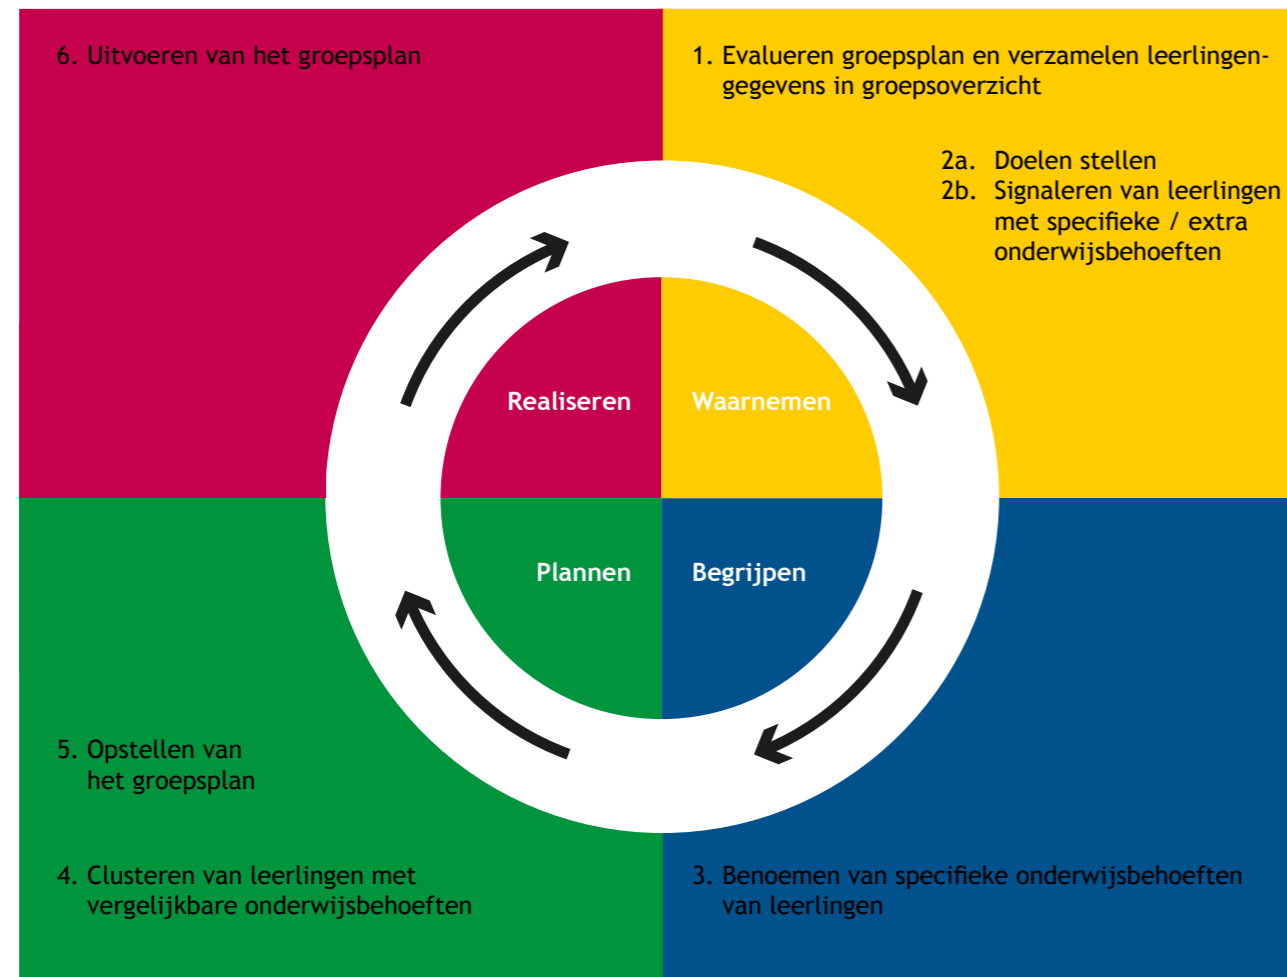 6. Uitvoeren van het groepsplan
1. Evalueren groepsplan en verzamelen leerlingen-
gegevens in groepsoverzicht
2a. Doelen stellen
2b. Signaleren van leerlingen
met specifieke / extra
onderwijsbehoeften
Realiseren
Waarnemen
Plannen
Begrijpen
5. Opstellen van
het groepsplan
4. Clusteren van leerlingen met
vergelijkbare onderwijsbehoeften
3. Benoemen van specifieke onderwijsbehoeften
van leerlingen